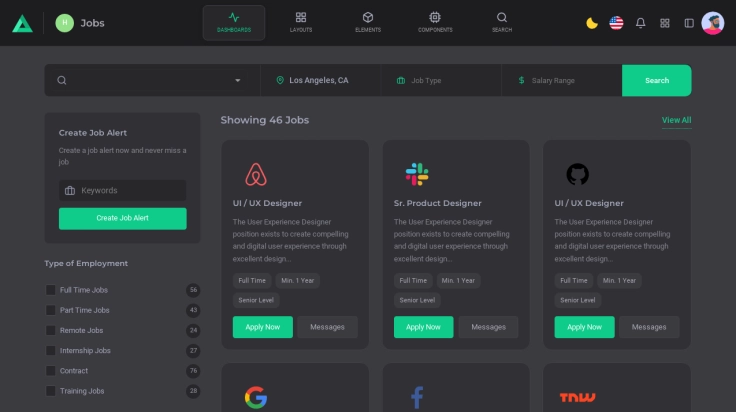 H Jobs
DASHBOARDS
LAYOUTS
ELEMENTS
COMPONENTS
SEARCH
Los Angeles, CA
Job Type
$ Salary Range
Search
Create Job Alert
Create a job alert now and never miss a
job
Keywords
Create Job Alert
Type of Employment
Full Time Jobs 56
Part Time Jobs 43
Remote Jobs 24
Internship Jobs 27
Contract 76
Training Jobs 28
Showing 46 Jobs
View All
UI / UX Designer
The User Experience Designer
position exists to create compelling
and digital user experience through
excellent design...
Full Time Min. 1 Year
Senior Level
Apply Now Messages
Sr. Product Designer
The User Experience Designer
position exists to create compelling
and digital user experience through
excellent design...
Full Time Min. 1 Year
Senior Level
Apply Now Messages
UI / UX Designer
The User Experience Designer
position exists to create compelling
and digital user experience through
excellent design...
Full Time Min. 1 Year
Senior Level
Apply Now Messages
G
f
TNW